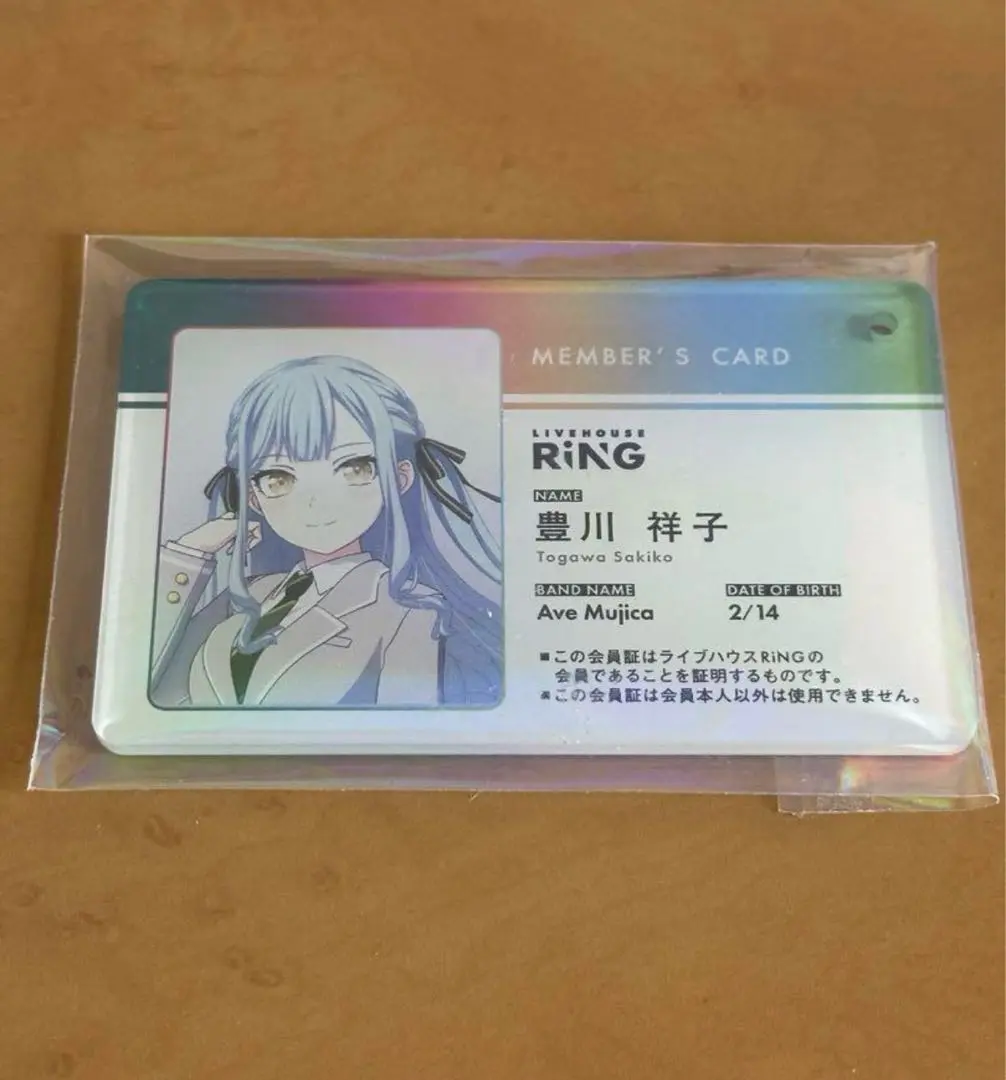 MEMBER'S CARD
LIVEHOUSE
RiNG
NAME
豊川 祥子
Togawa Sakiko
BAND NAME
Ave Mujica
DATE OF BIRTH
2/14
■この会員証はライブハウスRiNGの
会員であることを証明するものです。
■この会員証は会員本人以外は使用できません。